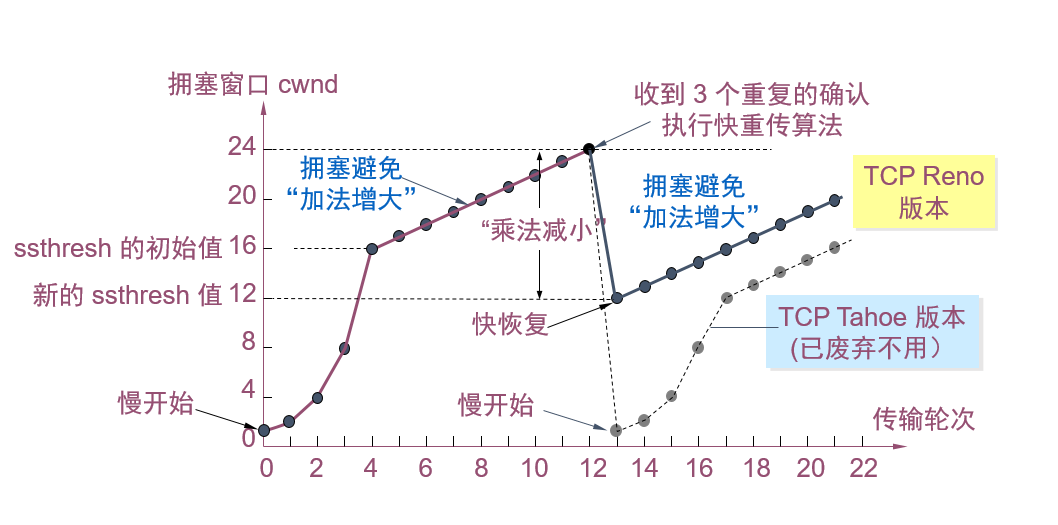 拥塞窗口 cwnd
收到 3 个重复的确认
执行快重传算法
24
拥塞避免
“加法增大”
拥塞避免
“加法增大”
TCP Reno
版本
20
“乘法减小”
ssthresh 的初始值 16
新的 ssthresh 值 12
快恢复
TCP Tahoe 版本
(已废弃不用）
8
4
慢开始
慢开始
传输轮次
0
0 2 4 6 8 10 12 14 16 18 20 22